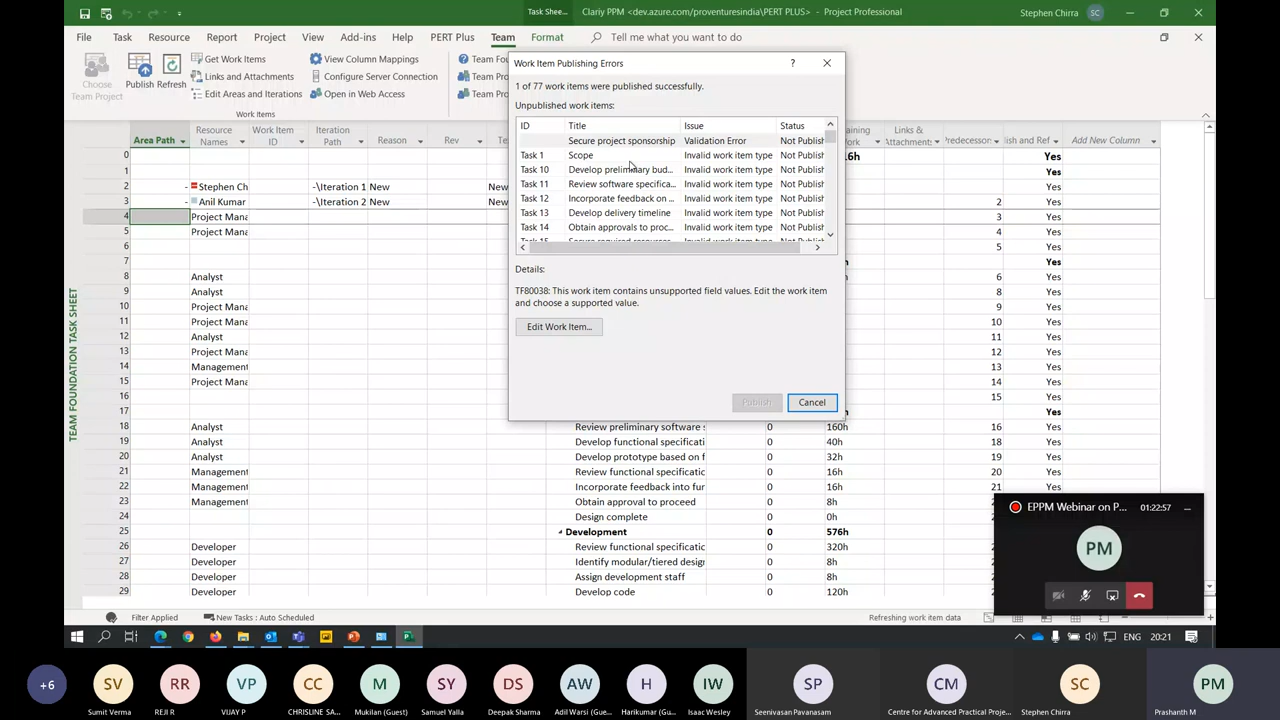 Task Shee...
Clariy PPM <dev.azure.com/proventuresindia\PERT PLUS> - Project Professional
Stephen Chirra
SC
File Task Resource Report Project View Add-ins Help PERT Plus Team Format Tell me what you want to do
Choose
Team Project
Publish Refresh
Get Work Items
Links and Attachments
Edit Areas and Iterations
Work Items
View Column Mappings
Configure Server Connection
Open in Web Access
Team Fou
Team Pro
Team Pro
Work Item Publishing Errors
?
1 of 77 work items were published successfully.
Unpublished work items:
ID Title Issue Status
Secure project sponsorship Validation Error Not Publish
Task 1 Scope Invalid work item type Not Publish
Task 10 Develop preliminary bud... Invalid work item type Not Publish
Task 11 Review software specifica... Invalid work item type Not Publish
Task 12 Incorporate feedback on ... Invalid work item type Not Publish
Task 13 Develop delivery timeline Invalid work item type Not Publish
Task 14 Obtain approvals to proc... Invalid work item type Not Publish
Task 15 Secure required resources
Details:
TF80038: This work item contains unsupported field values. Edit the work item
and choose a supported value.
Edit Work Item...
Publish
Cancel
Area Path
Resource
Names
Work Item
ID
Iteration
Path
Reason
Rev
Links &
Attachment:
Predecessor:
Add New Column
0 Yes
1 Yes
2 - Stephen Ch -\Iteration 1 New New Yes
3 - Anil Kumar -\Iteration 2 New New 2 Yes
4 Project Mana 3 Yes
5 Project Mana 4 Yes
6 5 Yes
7 Yes
8 Analyst 6 Yes
9 Analyst 8 Yes
10 Project Mana 9 Yes
11 Project Mana 10 Yes
12 Analyst 11 Yes
13 Project Mana 12 Yes
14 Management 13 Yes
15 Project Mana 14 Yes
16 15 Yes
17 Yes
18 Analyst Review preliminary software s 0 160h 16 Yes
19 Analyst Develop functional specificati 0 40h 18 Yes
20 Analyst Develop prototype based on f 0 32h 19 Yes
21 Management Review functional specificatic 0 16h 20 Yes
22 Management Incorporate feedback into fur 0 16h 21 Yes
23 Management Obtain approval to proceed 0 8h
24 Design complete 0 0h
Development 0 576h
26 Developer Review functional specificatic 0 320h
27 Developer Identify modular/tiered design 0 8h
28 Developer Assign development staff 0 8h
29 Developer Develop code 0 120h
TEAM FOUNDATION TASK SHEET
EPPM Webinar on P... 01:22:57
PM
Filter Applied
New Tasks : Auto Scheduled
Refreshing work item data
ENG 20:21
+6
SV RR VP CC M SY DS AW H IW SP CM SC PM
Sumit Verma REJI R VIJAY P CHRISLINE SA... Mukilan (Guest) Samuel Yalla Deepak Sharma Adil Warsi (Gue... Harikumar (Gues... Isaac Wesley Seenivasan Pavanasam Centre for Advanced Practical Proje... Stephen Chirra Prashanth M